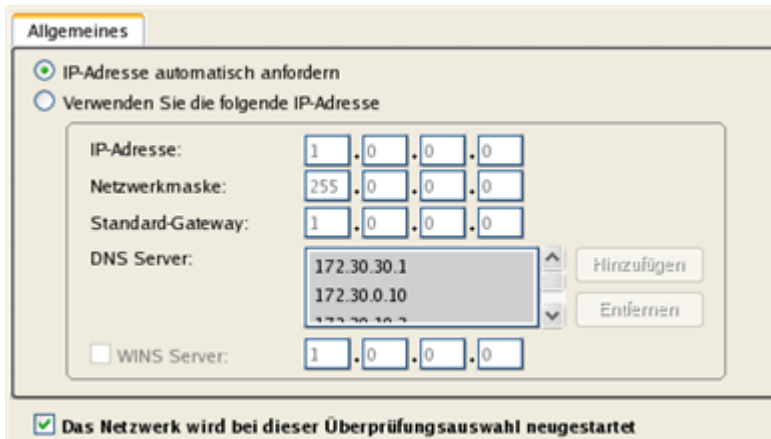 Allgemeines
IP-Adresse automatisch anfordern
Verwenden Sie die folgende IP-Adresse
IP-Adresse: 1 . 0 . 0 . 0
Netzwerkmaske: 255 . 0 . 0 . 0
Standard-Gateway: 1 . 0 . 0 . 0
DNS Server: 172.30.30.1 Hinzufügen
172.30.0.10 Entfernen
WINS Server: 1 . 0 . 0 . 0
Das Netzwerk wird bei dieser Überprüfungsauswahl neugestartet